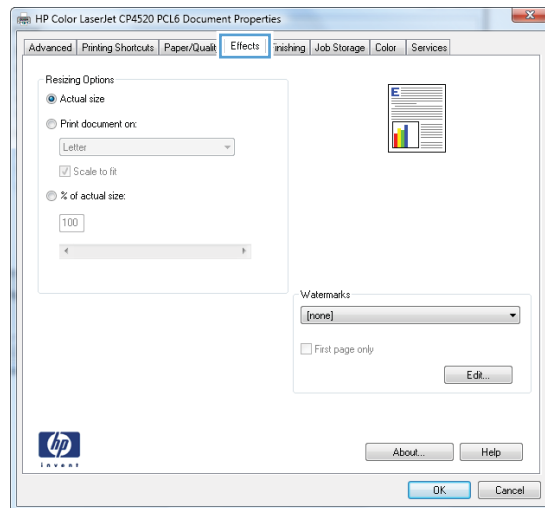 HP Color LaserJet CP4520 PCL6 Document Properties
Advanced Printing Shortcuts Paper/Qualit Effects inishing Job Storage Color Services
Resizing Options
Actual size
Print document on:
Letter
Scale to fit
% of actual size:
100
E
Watermarks
[none]
First page only
Edit...
hp
invent
About... Help
OK Cancel